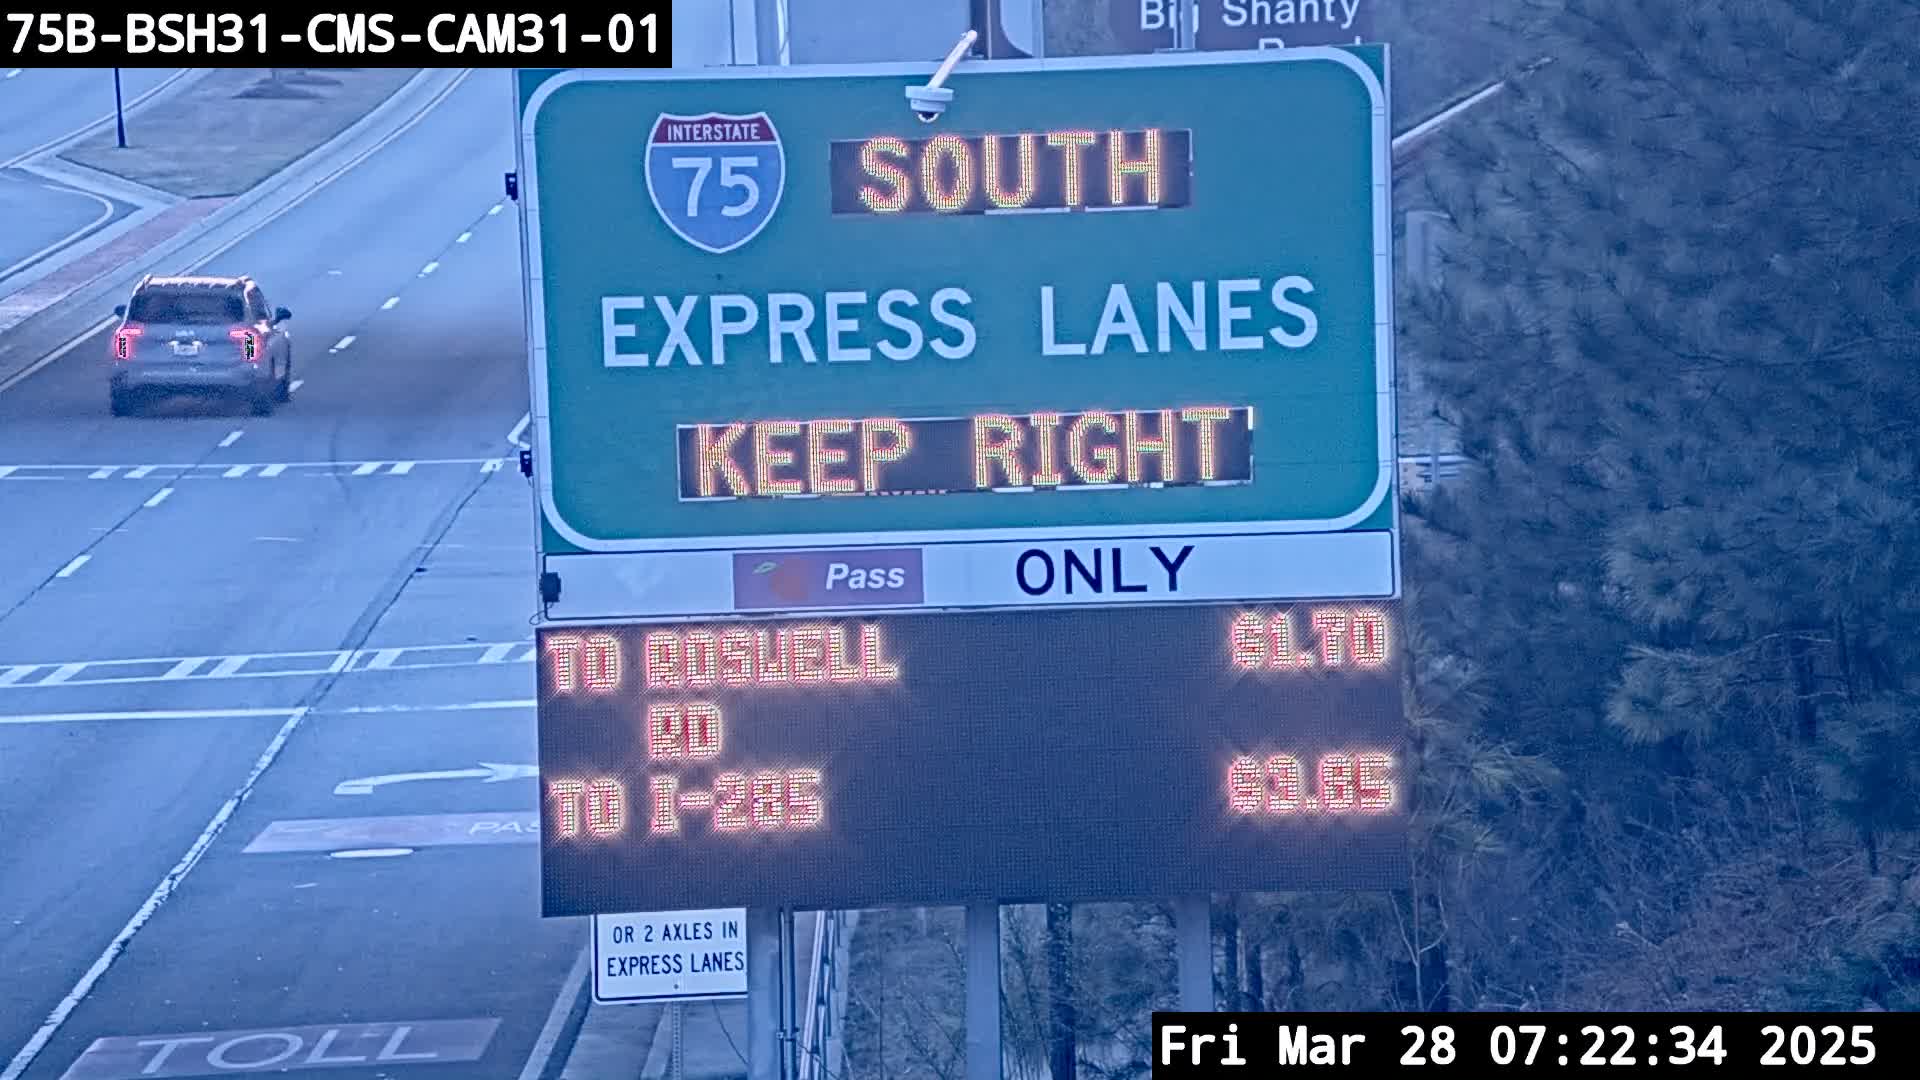 75B-BSH31-CMS-CAM31-01
Big Shanty
INTERSTATE
75
SOUTH
EXPRESS LANES
KEEP RIGHT
Pass ONLY
TO ROSWELL $1.70
RD
TO I-285 $3.85
OR 2 AXLES IN
EXPRESS LANES
TOLL
Fri Mar 28 07:22:34 2025